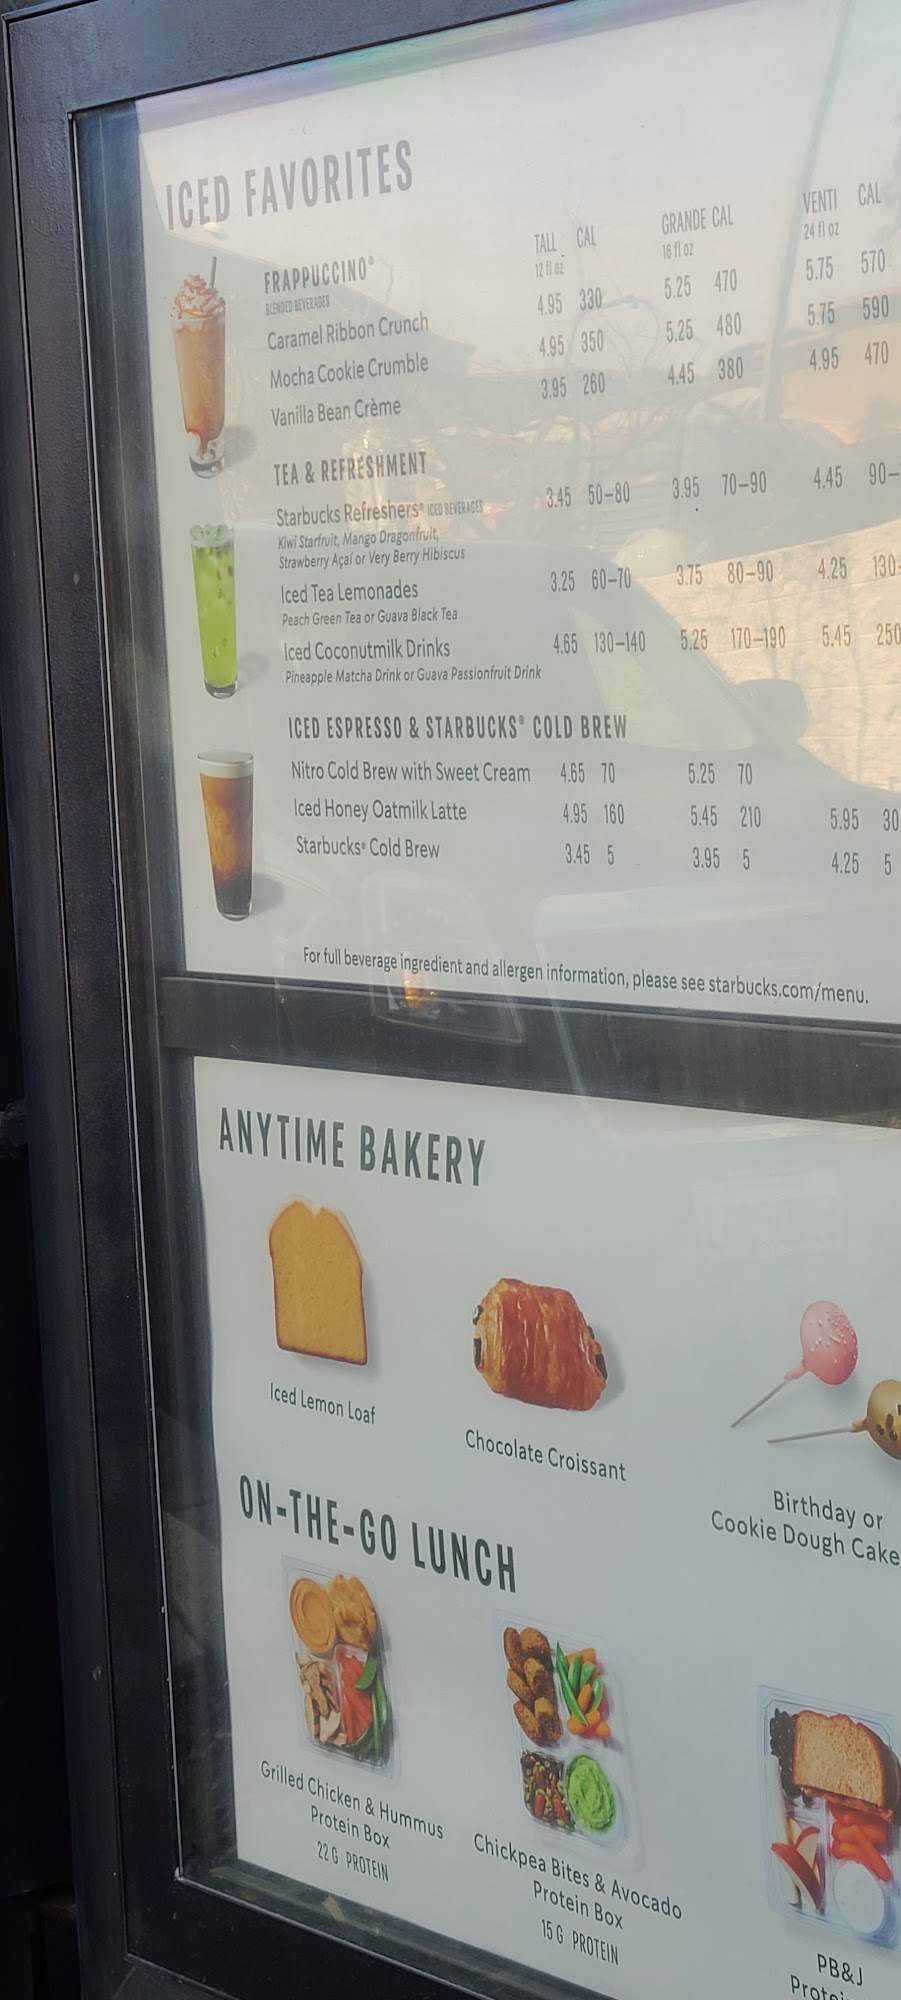 ICED FAVORITES
TALL CAL GRANDE CAL VENTI CAL
12 fl oz 16 fl oz 24 fl oz
FRAPPUCCINO®
BLENDED BEVERAGES
Caramel Ribbon Crunch 4.95 330 5.25 470 5.75 570
Mocha Cookie Crumble 4.95 350 5.25 480 5.75 590
Vanilla Bean Crème 3.95 260 4.45 380 4.95 470
TEA & REFRESHMENT
Starbucks Refreshers® ICED BEVERAGES 3.45 50–80 3.95 70–90 4.45 90–
Kiwi Starfruit, Mango Dragonfruit,
Strawberry Açaí or Very Berry Hibiscus
Iced Tea Lemonades 3.25 60–70 3.75 80–90 4.25 130–
Peach Green Tea or Guava Black Tea
Iced Coconutmilk Drinks 4.65 130–140 5.25 170–190 5.45 250
Pineapple Matcha Drink or Guava Passionfruit Drink
ICED ESPRESSO & STARBUCKS® COLD BREW
Nitro Cold Brew with Sweet Cream 4.65 70 5.25 70
Iced Honey Oatmilk Latte 4.95 160 5.45 210 5.95 30
Starbucks® Cold Brew 3.45 5 3.95 5 4.25 5
For full beverage ingredient and allergen information, please see starbucks.com/menu.
ANYTIME BAKERY
Iced Lemon Loaf
Chocolate Croissant
Birthday or
Cookie Dough Cake
ON-THE-GO LUNCH
Grilled Chicken & Hummus
Protein Box
22 G PROTEIN
Chickpea Bites & Avocado
Protein Box
15 G PROTEIN
PB&J